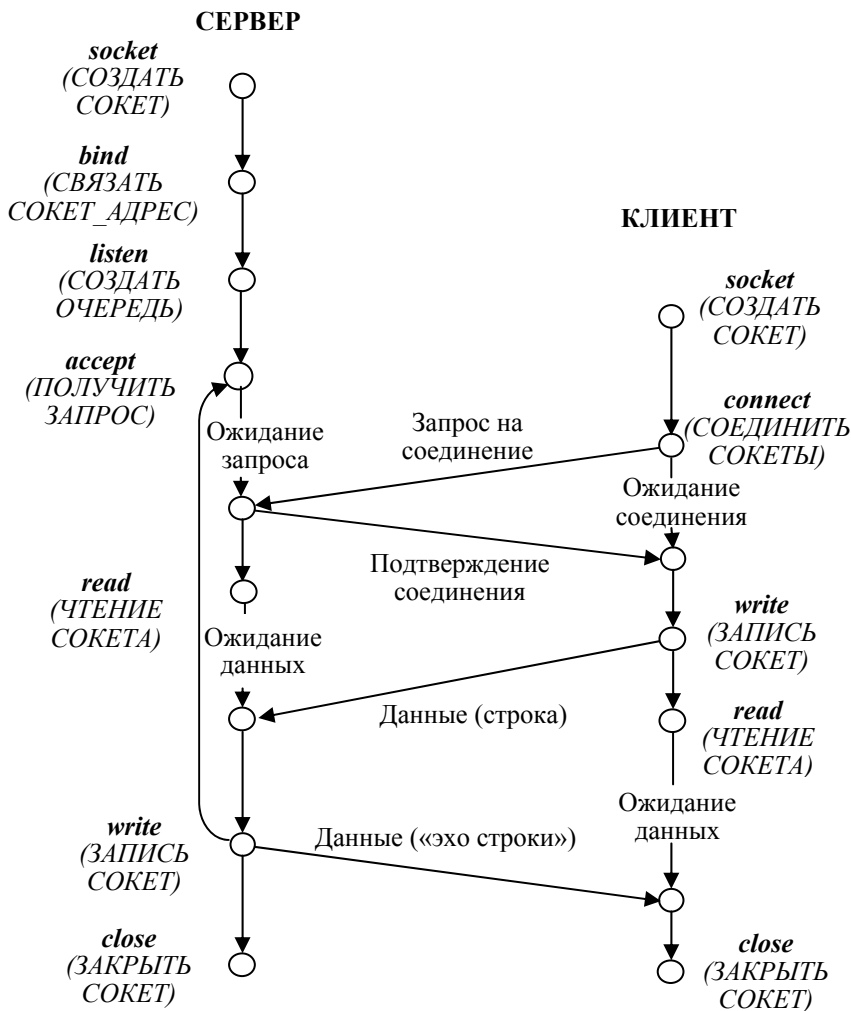 СЕРВЕР
socket
(СОЗДАТЬ
СОКЕТ)
bind
(СВЯЗАТЬ
СОКЕТ_АДРЕС)
listen
(СОЗДАТЬ
ОЧЕРЕДЬ)
accept
(ПОЛУЧИТЬ
ЗАПРОС)
Ожидание
запроса
read
(ЧТЕНИЕ
СОКЕТА)
Ожидание
данных
write
(ЗАПИСЬ
СОКЕТ)
close
(ЗАКРЫТЬ
СОКЕТ)
Запрос на
соединение
Подтверждение
соединения
Данные (строка)
Данные («эхо строки»)
КЛИЕНТ
socket
(СОЗДАТЬ
СОКЕТ)
connect
(СОЕДИНИТЬ
СОКЕТЫ)
Ожидание
соединения
write
(ЗАПИСЬ
СОКЕТ)
read
(ЧТЕНИЕ
СОКЕТА)
Ожидание
данных
close
(ЗАКРЫТЬ
СОКЕТ)